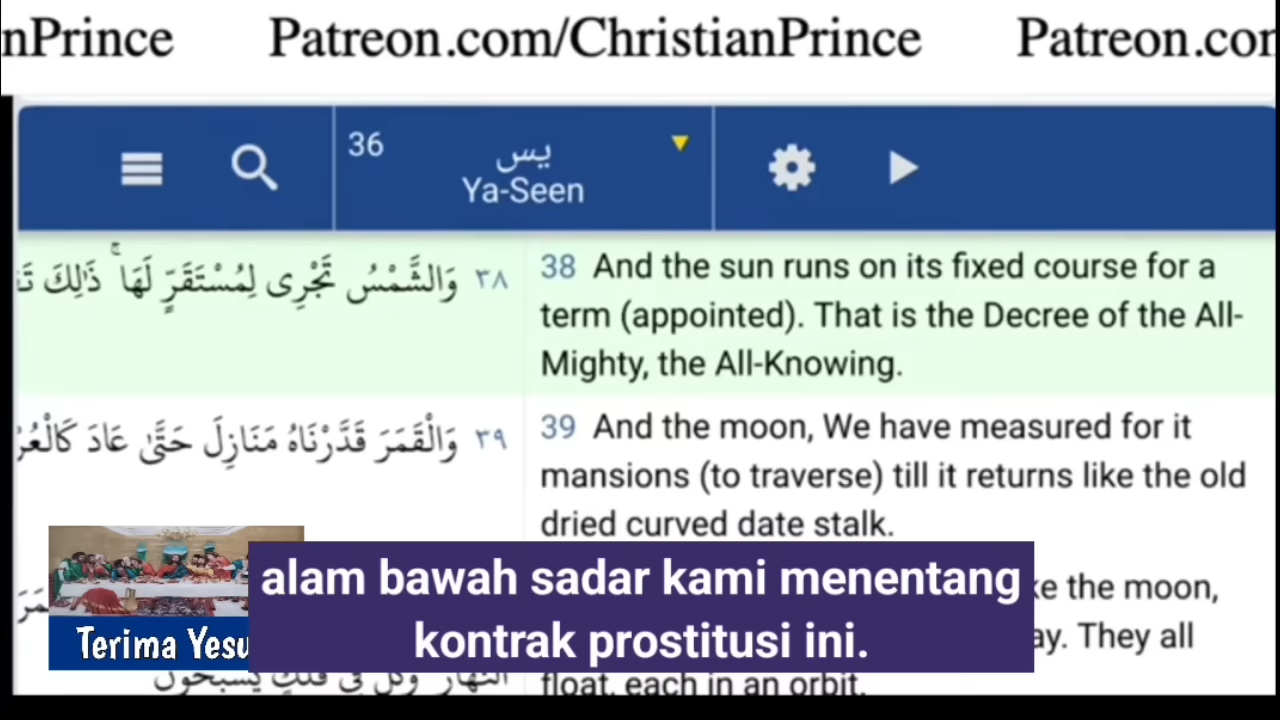 nPrince Patreon.com/ChristianPrince Patreon.cor
36 يس
Ya-Seen
٣٨ وَالشَّمْسُ تَجْرِى لِمُسْتَقَرٍّ لَهَا ۚ ذَٰلِكَ
38 And the sun runs on its fixed course for a
term (appointed). That is the Decree of the All-
Mighty, the All-Knowing.
٣٩ وَالْقَمَرَ قَدَّرْنَاهُ مَنَازِلَ حَتَّىٰ عَادَ
39 And the moon, We have measured for it
mansions (to traverse) till it returns like the old
dried curved date stalk.
ke the moon,
ay. They all
float, each in an orbit.
Terima Yesu
alam bawah sadar kami menentang
kontrak prostitusi ini.